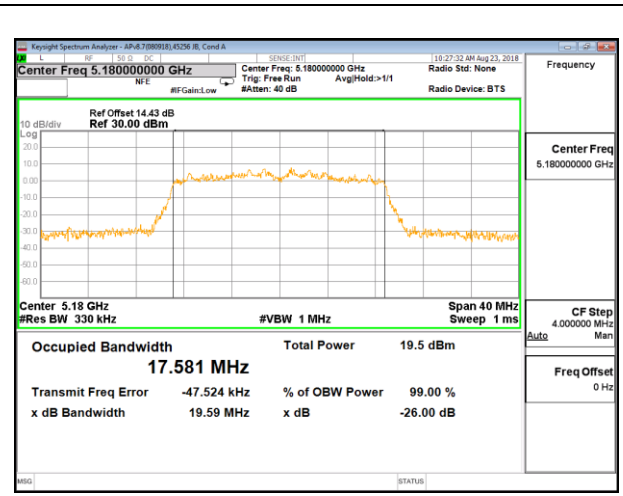 Keysight Spectrum Analyzer - APv8.7(080918),45256 JB, Cond A
L RF 50 Ω DC SENSE:INT 10:27:32 AM Aug 23, 2018
Center Freq 5.180000000 GHz
NFE
#IFGain:Low
Center Freq: 5.180000000 GHz
Trig: Free Run Avg|Hold:>1/1
#Atten: 40 dB
Radio Std: None
Radio Device: BTS
Frequency
Ref Offset 14.43 dB
10 dB/div Ref 30.00 dBm
Log
20.0
10.0
0.00
-10.0
-20.0
-30.0
-40.0
-50.0
-60.0
Center 5.18 GHz Span 40 MHz
#Res BW 330 kHz #VBW 1 MHz Sweep 1 ms
Occupied Bandwidth Total Power 19.5 dBm
17.581 MHz
Transmit Freq Error -47.524 kHz % of OBW Power 99.00 %
x dB Bandwidth 19.59 MHz x dB -26.00 dB
Center Freq
5.180000000 GHz
CF Step
4.000000 MHz
Auto Man
Freq Offset
0 Hz
MSG STATUS